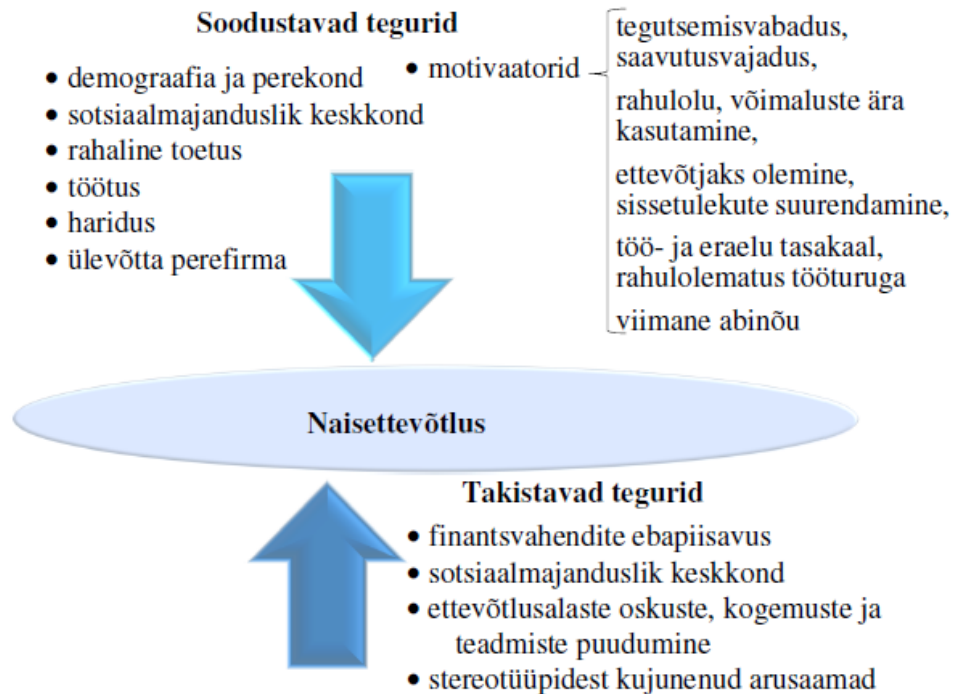 Soodustavad tegurid
• demograafia ja perekond
• sotsiaalmajanduslik keskkond
• rahaline toetus
• töötus
• haridus
• ülevõtta perefirma
• motivaatorid
tegutsemisvabadus,
saavutusvajadus,
rahulolu, võimaluste ära
kasutamine,
ettevõtjaks olemine,
sissetulekute suurendamine,
töö- ja eraelu tasakaal,
rahulolematus tööturuga
viimane abinõu
Naisettevõtlus
Takistavad tegurid
• finantsvahendite ebapiisavus
• sotsiaalmajanduslik keskkond
• ettevõtlusalaste oskuste, kogemuste ja
teadmiste puudumine
• stereotüüpidest kujunenud arusaamad